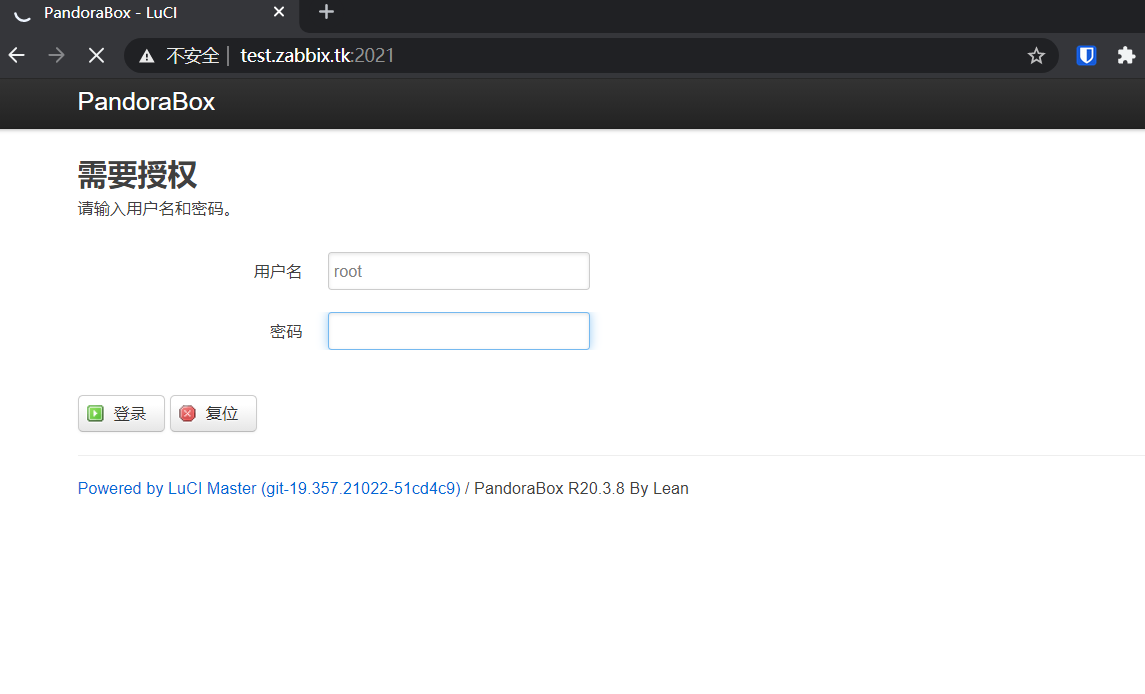 PandoraBox - LuCI
不安全 test.zabbix.tk:2021
PandoraBox
需要授权
请输入用户名和密码。
用户名 root
密码
登录 复位
Powered by LuCI Master (git-19.357.21022-51cd4c9) / PandoraBox R20.3.8 By Lean